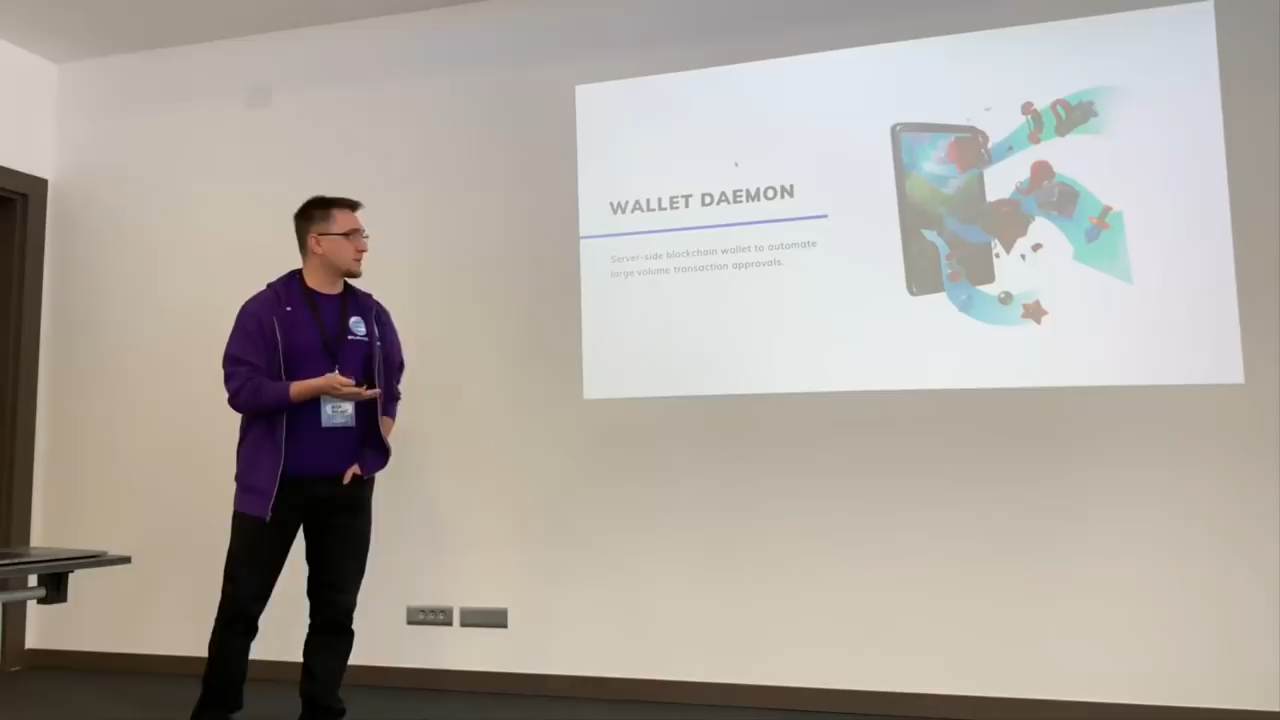 WALLET DAEMON
Server-side blockchain wallet to automate
large volume transaction approvals.